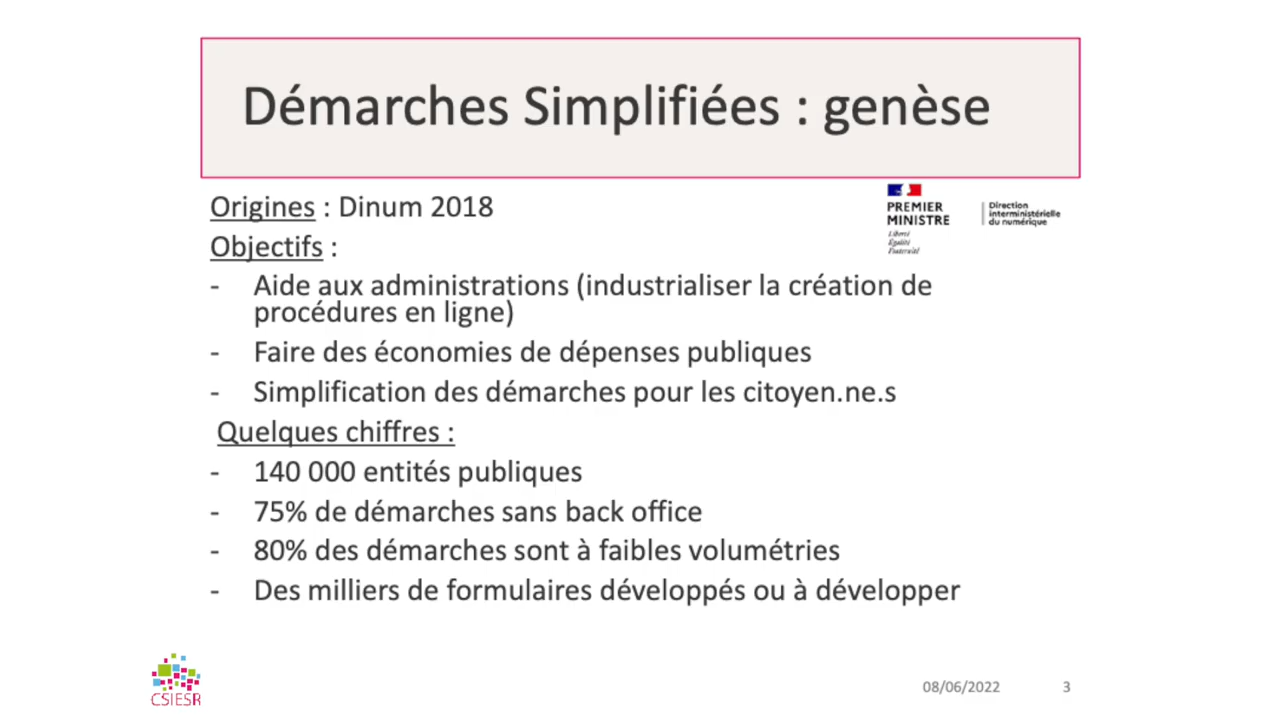 Démarches Simplifiées : genèse
Origines : Dinum 2018
PREMIER
MINISTRE
Liberté
Égalité
Fraternité
Direction
interministérielle
du numérique
Objectifs :
- Aide aux administrations (industrialiser la création de
procédures en ligne)
- Faire des économies de dépenses publiques
- Simplification des démarches pour les citoyen.ne.s
Quelques chiffres :
- 140 000 entités publiques
- 75% de démarches sans back office
- 80% des démarches sont à faibles volumétries
- Des milliers de formulaires développés ou à développer
CSIESR
08/06/2022
3